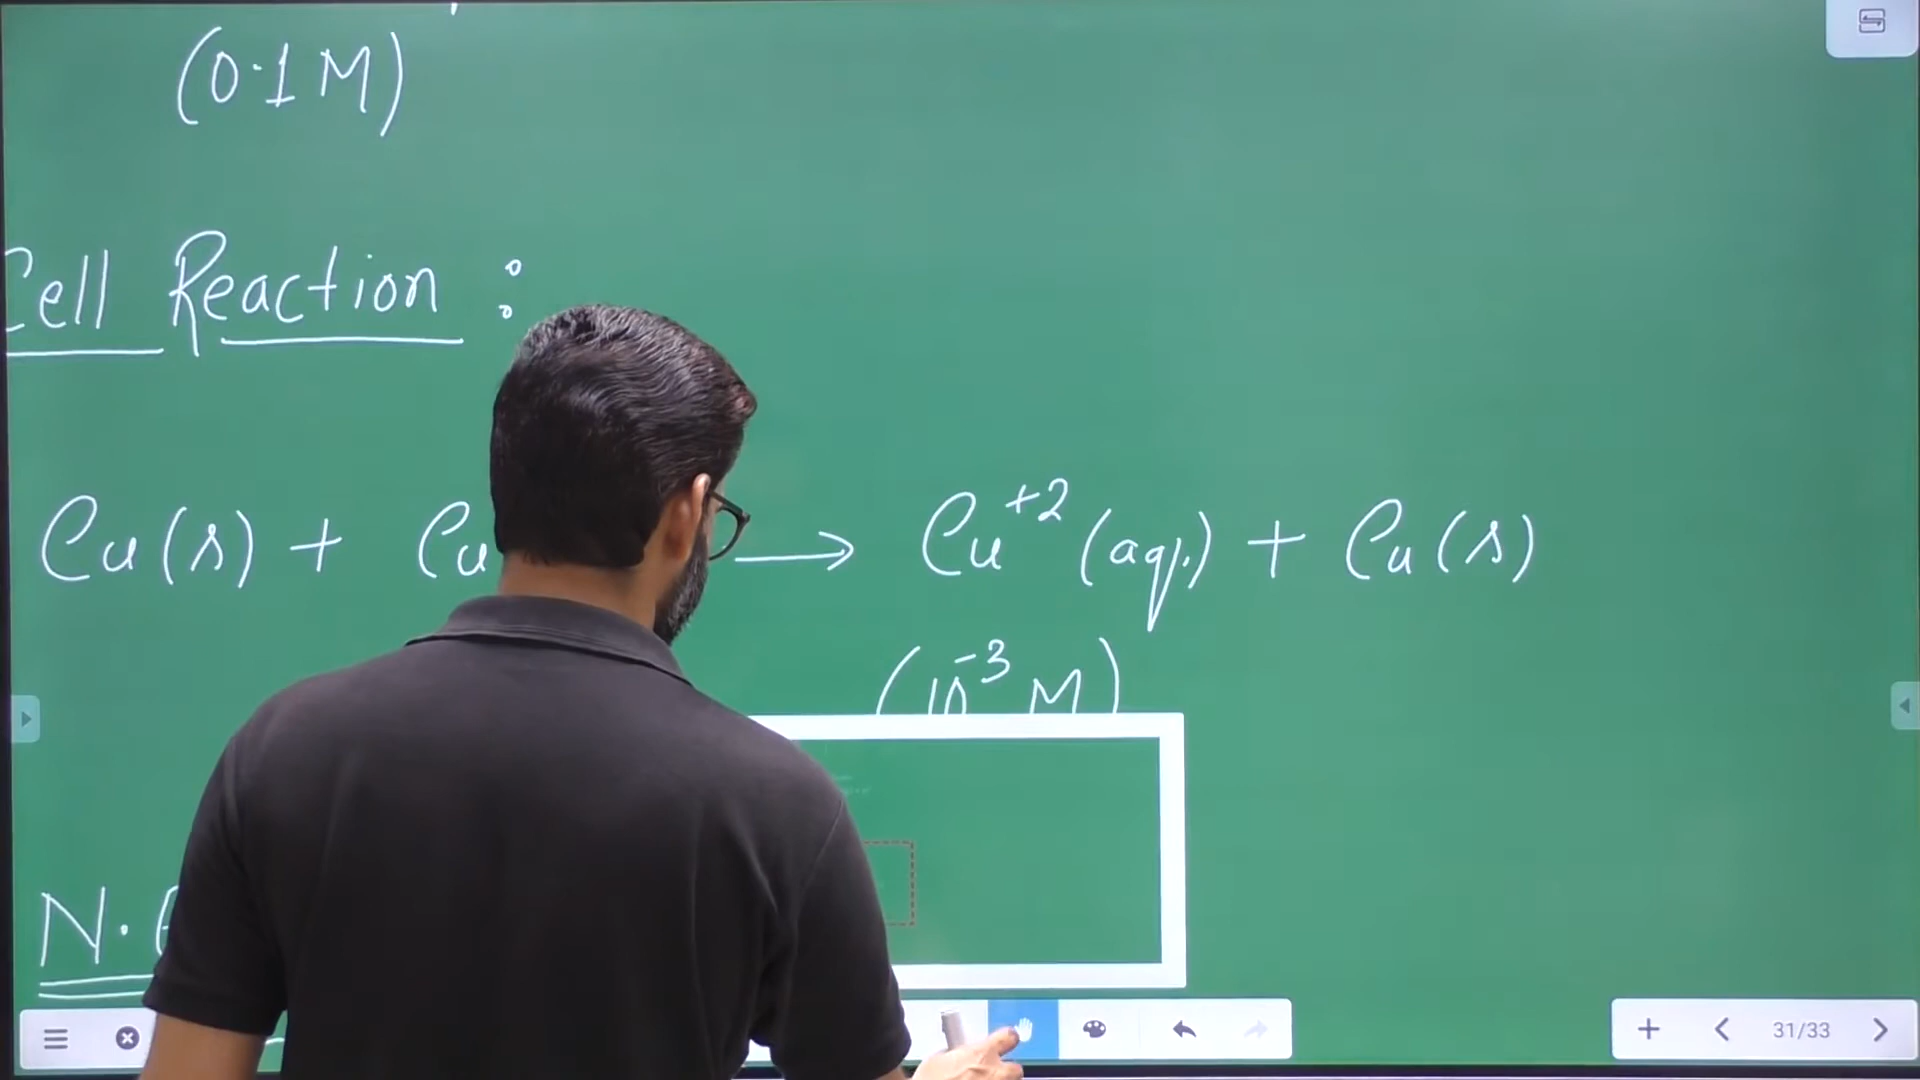 (0.1 M)
Cell Reaction :
Cu(s) + Cu → Cu+2 (aq.) + Cu(s)
(10-3 M)
N.
31/33